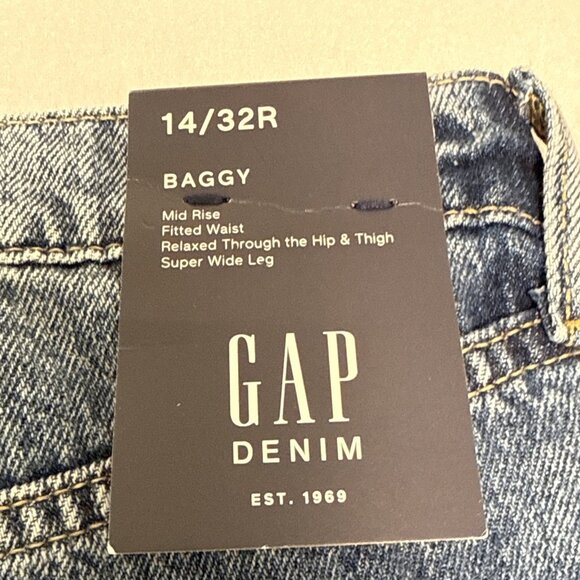 14/32R
BAGGY
Mid Rise
Fitted Waist
Relaxed Through the Hip & Thigh
Super Wide Leg
GAP
DENIM
EST. 1969